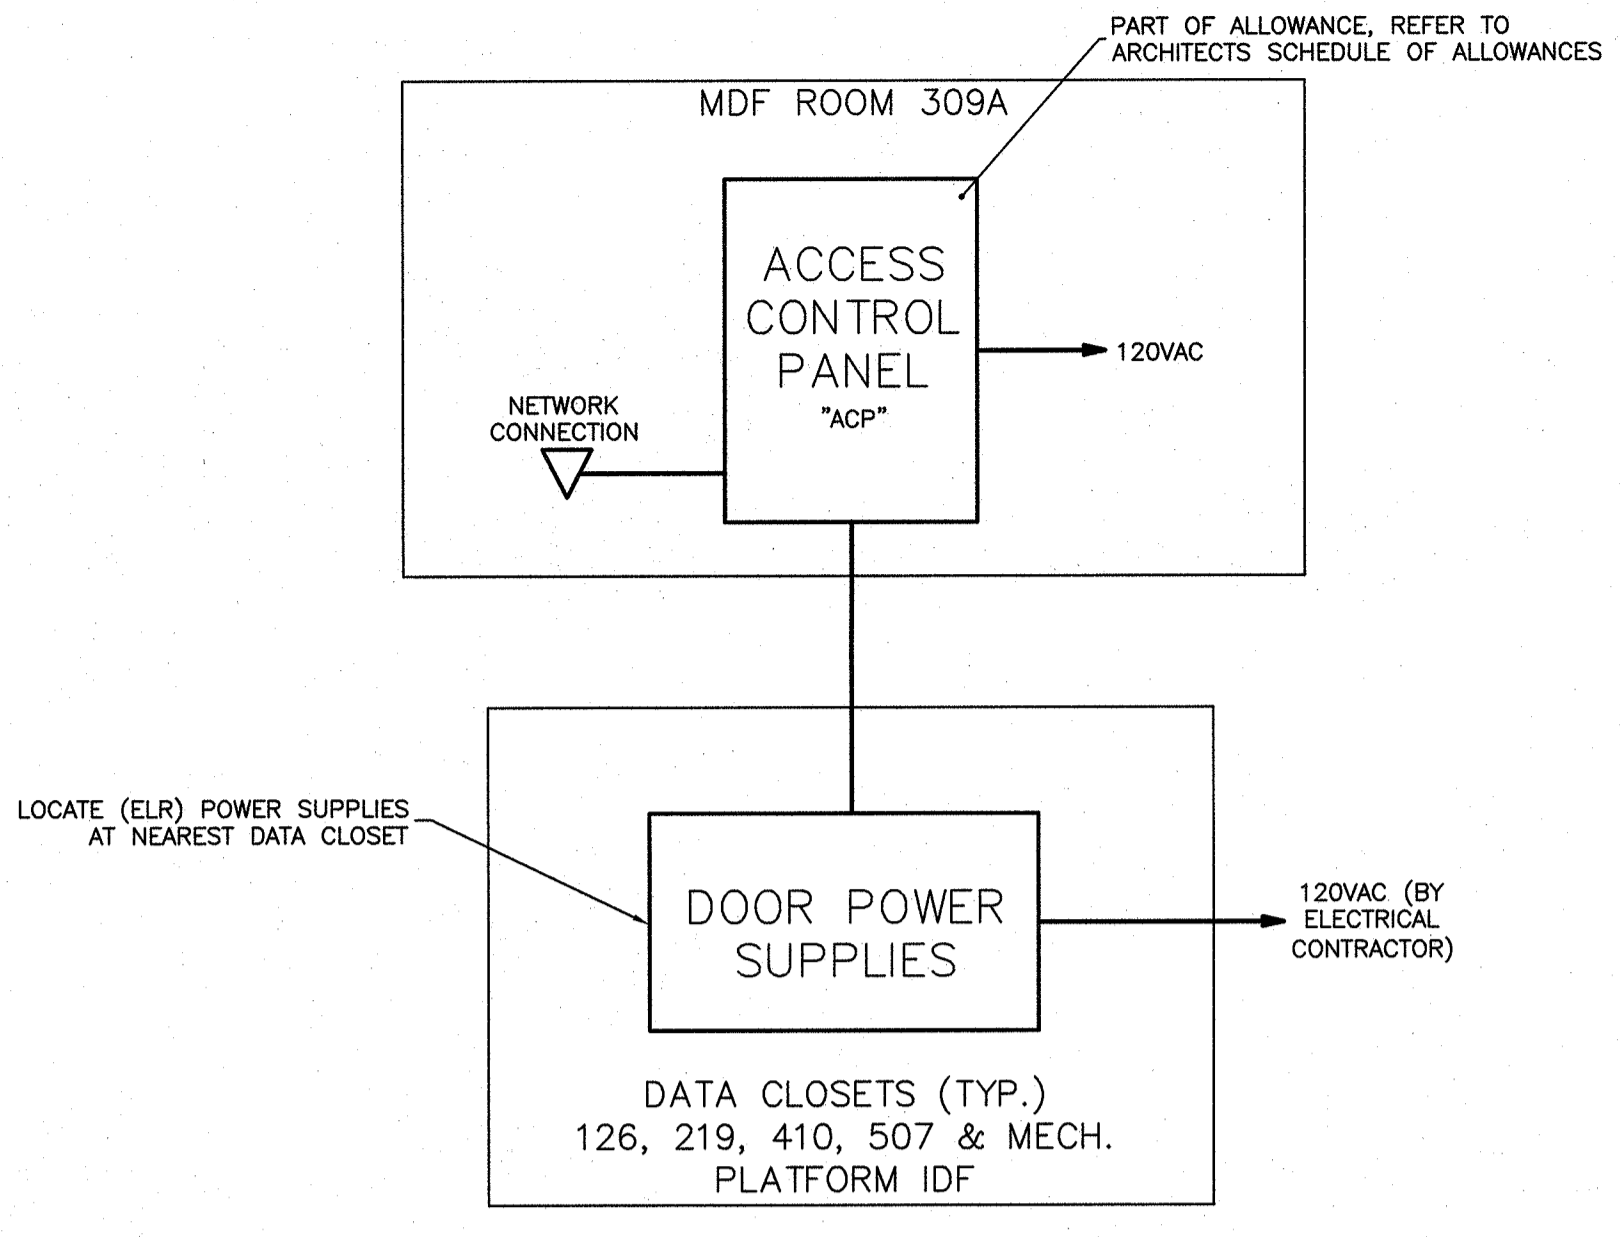 PART OF ALLOWANCE, REFER TO
ARCHITECTS SCHEDULE OF ALLOWANCES
MDF ROOM 309A
ACCESS
CONTROL
PANEL
"ACP"
120VAC
NETWORK
CONNECTION
LOCATE (ELR) POWER SUPPLIES
AT NEAREST DATA CLOSET
DOOR POWER
SUPPLIES
120VAC (BY
ELECTRICAL
CONTRACTOR)
DATA CLOSETS (TYP.)
126, 219, 410, 507 & MECH.
PLATFORM IDF